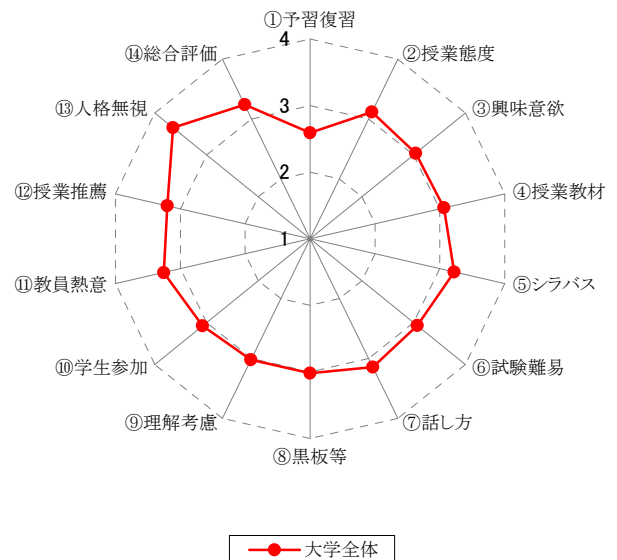 ①予習復習
②授業態度
③興味意欲
④授業教材
⑤シラバス
⑥試験難易
⑦話し方
⑧黒板等
⑨理解考慮
⑩学生参加
⑪教員熱意
⑫授業推薦
⑬人格無視
⑭総合評価
4
3
2
1
大学全体